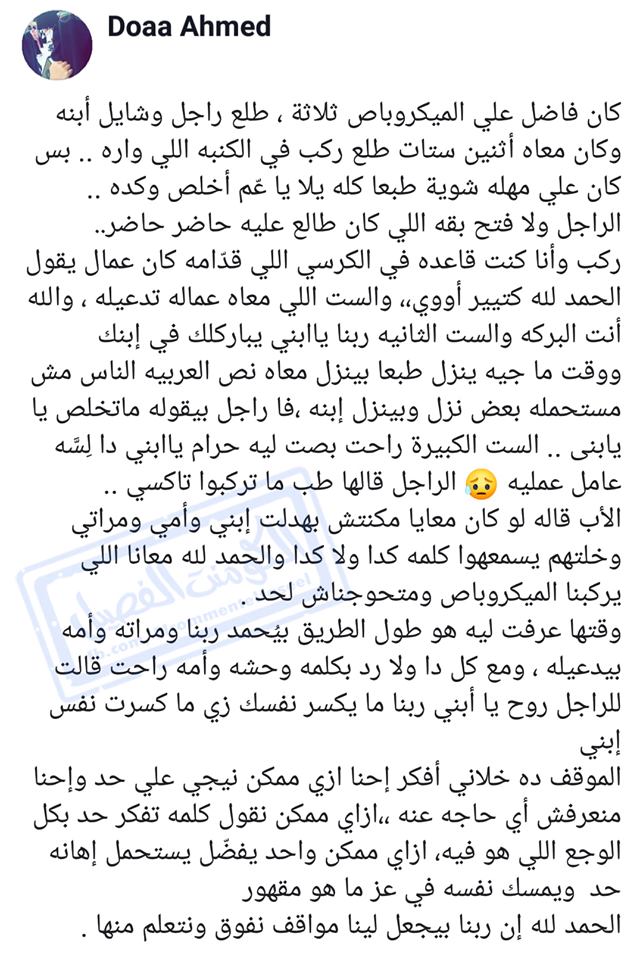 Doaa Ahmed
كان فاضل علي الميكروباص ثلاثة ، طلع راجل وشايل أبنه
وكان معاه أثنين ستات طلع ركب في الكنبه اللي واره .. بس
كان علي مهله شوية طبعا كله يلا يا عّم أخلص وكده ..
الراجل ولا فتح بقه اللي كان طالع عليه حاضر حاضر..
ركب وأنا كنت قاعده في الكرسي اللي قدّامه كان عمال يقول
الحمد لله كتيير أووي،، والست اللي معاه عماله تدعيله ، والله
أنت البركه والست الثانيه ربنا ياابني يباركلك في إبنك
ووقت ما جيه ينزل طبعا بينزل معاه نص العربيه الناس مش
مستحمله بعض نزل وبينزل إبنه ،فا راجل بيقوله ماتخلص يا
يابنى .. الست الكبيرة راحت بصت ليه حرام ياابني دا لِسَّه
عامل عمليه 😥 الراجل قالها طب ما تركبوا تاكسي ..
الأب قاله لو كان معايا مكنتش بهدلت إبني وأمي ومراتي
وخلتهم يسمعهوا كلمه كدا ولا كدا والحمد لله معانا اللي
يركبنا الميكروباص ومتحوجناش لحد .
وقتها عرفت ليه هو طول الطريق بيُحمد ربنا ومراته وأمه
بيدعيله ، ومع كل دا ولا رد بكلمه وحشه وأمه راحت قالت
للراجل روح يا أبني ربنا ما يكسر نفسك زي ما كسرت نفس
إبني
الموقف ده خلاني أفكر إحنا ازي ممكن نيجي علي حد وإحنا
منعرفش أي حاجه عنه ،،ازاي ممكن نقول كلمه تفكر حد بكل
الوجع اللي هو فيه، ازاي ممكن واحد يفضّل يستحمل إهانه
حد  ويمسك نفسه في عز ما هو مقهور
الحمد لله إن ربنا بيجعل لينا مواقف نفوق ونتعلم منها .